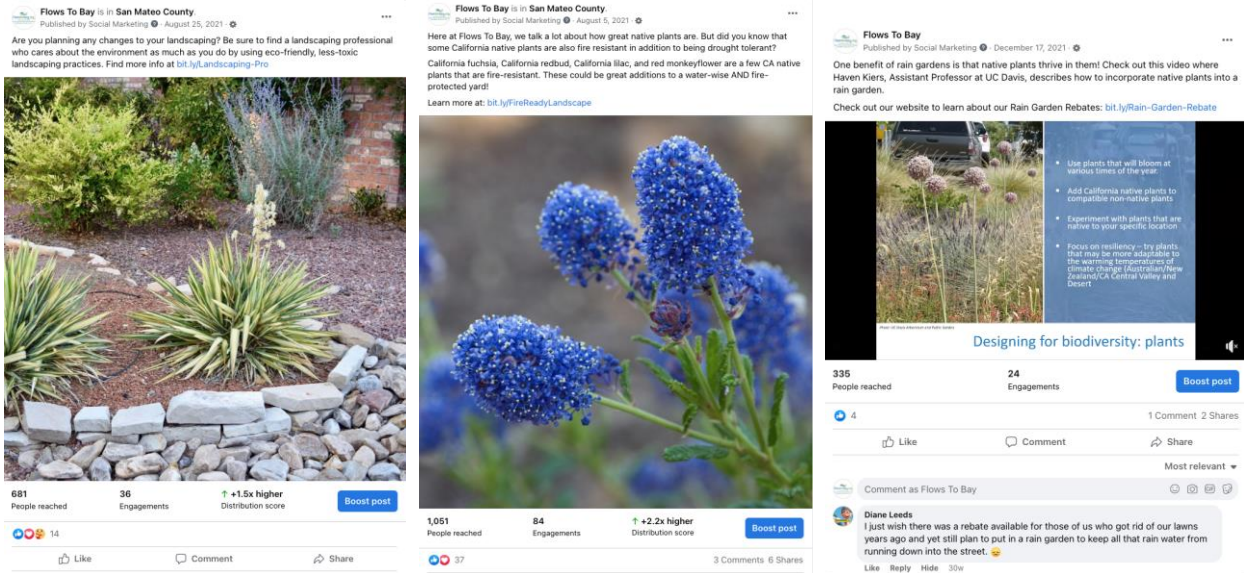 Flows To Bay is in San Mateo County.
Published by Social Marketing · August 25, 2021 ·
Are you planning any changes to your landscaping? Be sure to find a landscaping professional
who cares about the environment as much as you do by using eco-friendly, less-toxic
landscaping practices. Find more info at bit.ly/Landscaping-Pro
681
People reached
36
Engagements
+1.5x higher
Distribution score
Boost post
14
Like
Comment
Share
Flows To Bay is in San Mateo County.
Published by Social Marketing · August 5, 2021 ·
Here at Flows To Bay, we talk a lot about how great native plants are. But did you know that
some California natives are also fire resistant in addition to being drought tolerant?
California fuchsia, California redbud, California lilac, and red monkeyflower are a few CA native
plants that are fire-resistant. These could be great additions to a water-wise AND fire-
protected yard!
Learn more at: bit.ly/FireReadyLandscape
1,051
People reached
84
Engagements
+2.2x higher
Distribution score
Boost post
37
3 Comments 6 Shares
Flows To Bay
Published by Social Marketing · December 17, 2021 ·
One benefit of rain gardens is that native plants thrive in them! Check out this video where
Haven Kiers, Assistant Professor at UC Davis, describes how to incorporate native plants into a
rain garden.
Check out our website to learn about our Rain Garden Rebates: bit.ly/Rain-Garden-Rebate
• Use plants that will bloom at
various times of the year
• Add California native plants to
compatible non-native plants
• Experiment with plants that are
native to your specific location
• Focus on resiliency – try plants
that may be more adaptable to
the warming temperatures of
climate change (Australian/New
Zealand/CA Central Valley and
Desert
Photo: UC Davis Arboretum and Public Garden
Designing for biodiversity: plants
335
People reached
24
Engagements
Boost post
4
1 Comment 2 Shares
Like
Comment
Share
Most relevant
Comment as Flows To Bay
GIF
Diane Leeds
I just wish there was a rebate available for those of us who got rid of our lawns
years ago and yet still plan to put in a rain garden to keep all that rain water from
running down into the street.
Like Reply Hide 30w